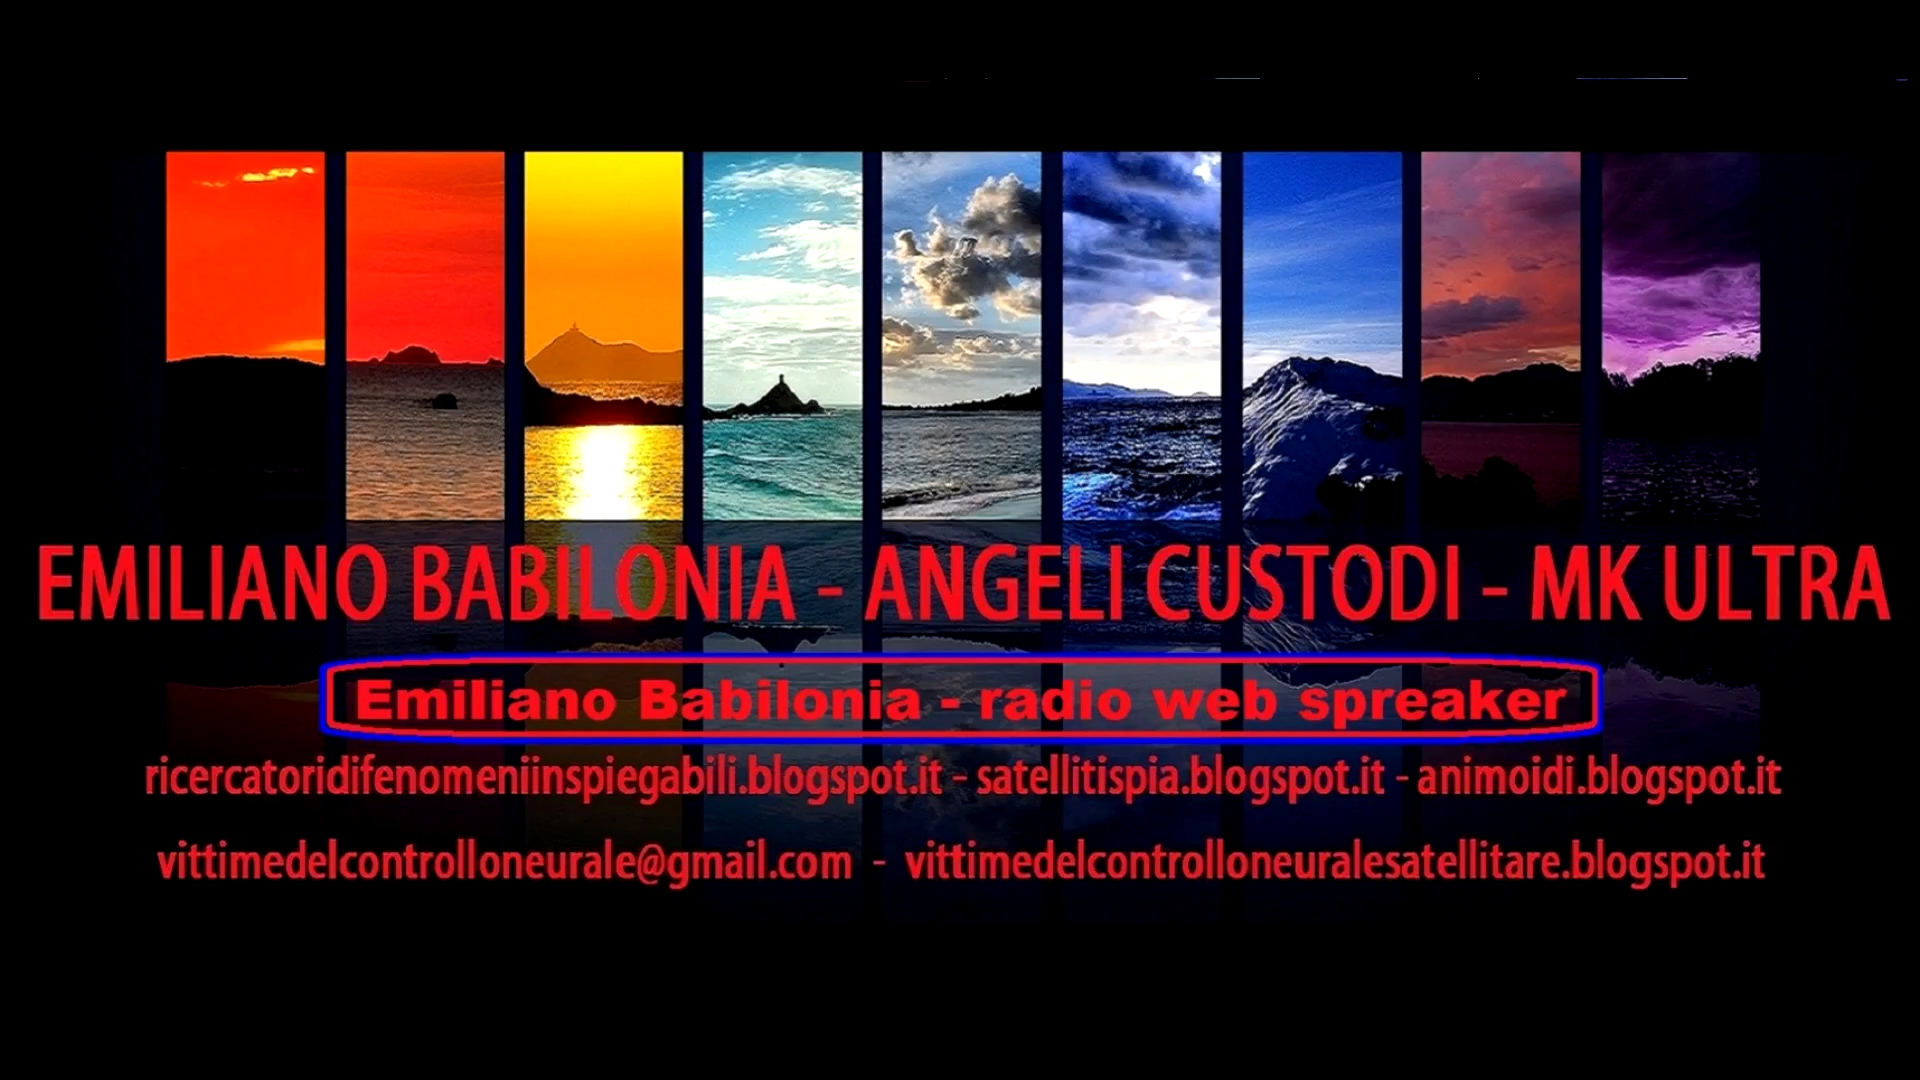 EMILIANO BABILONIA - ANGELI CUSTODI - MK ULTRA
Emiliano Babilonia - radio web spreaker
ricercatoridifenomeniinspiegabili.blogspot.it - satellitispia.blogspot.it - animoidi.blogspot.it
vittimedelcontrolloneurale@gmail.com - vittimedelcontrolloneuralesatellitare.blogspot.it